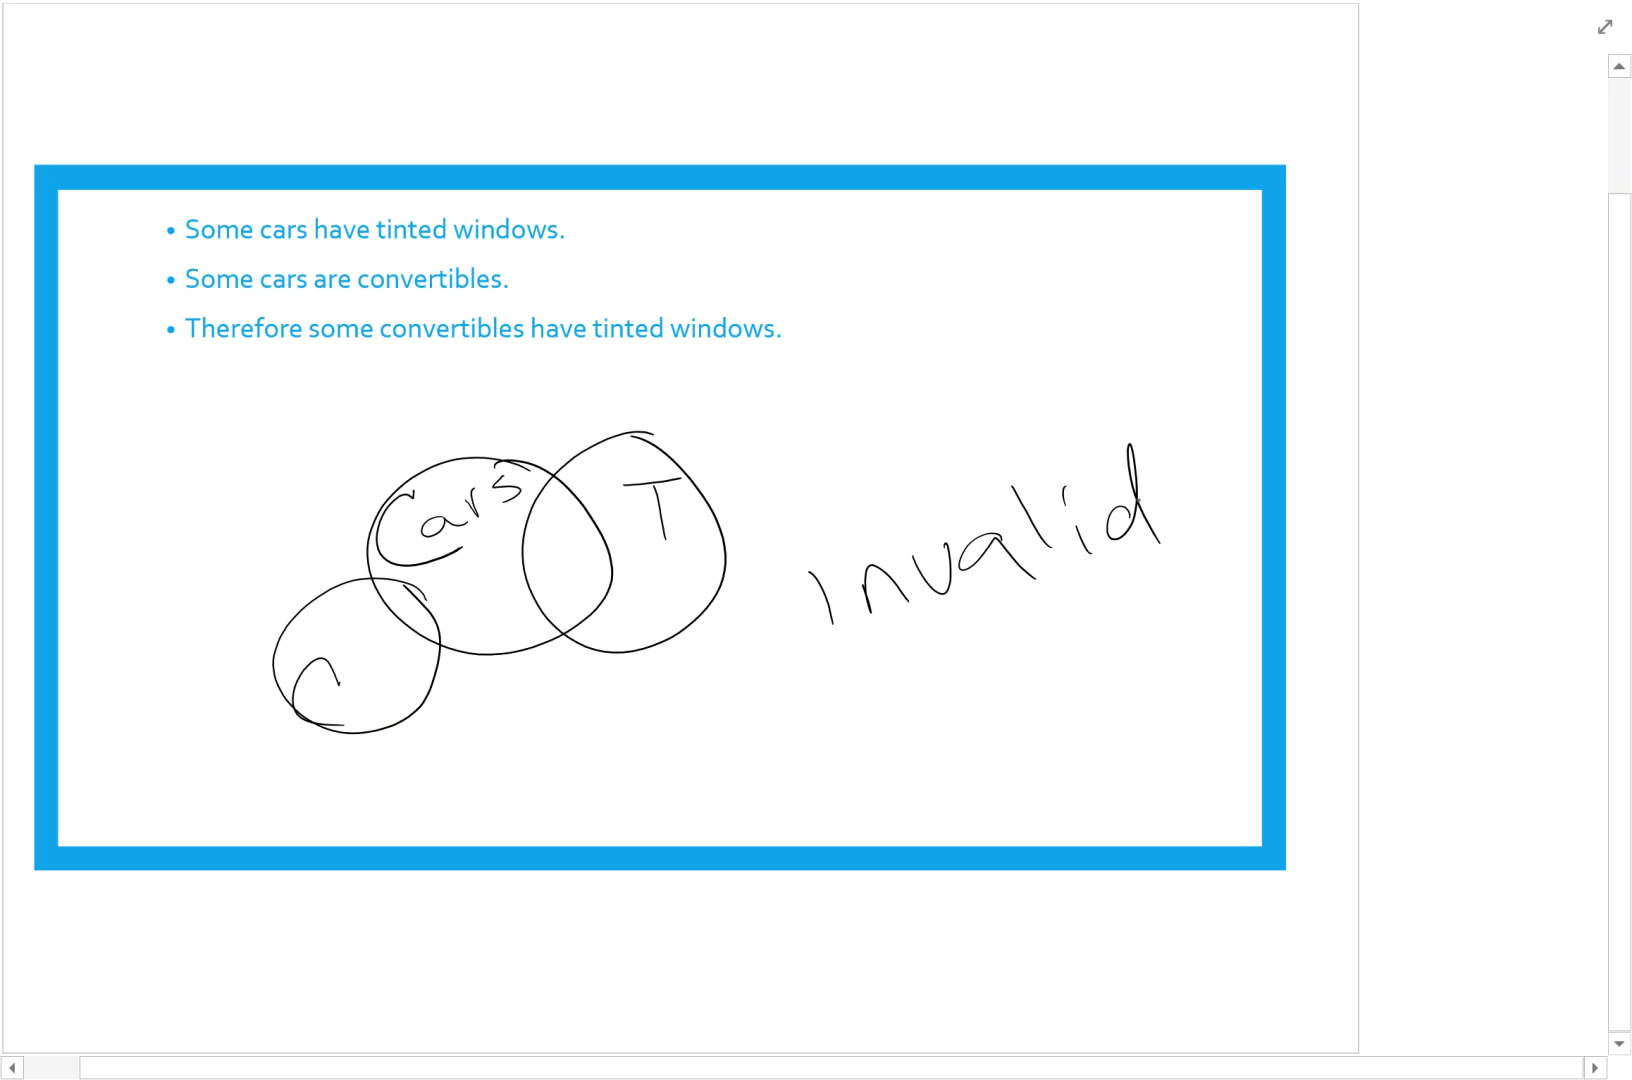 • Some cars have tinted windows.
• Some cars are convertibles.
• Therefore some convertibles have tinted windows.
Cars
T
Invalid
C